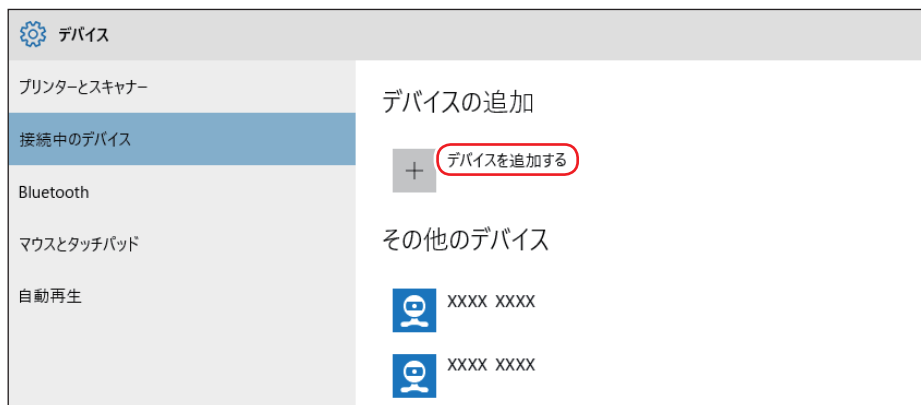 デバイス
プリンターとスキャナー
接続中のデバイス
Bluetooth
マウスとタッチパッド
自動再生
デバイスの追加
デバイスを追加する
その他のデバイス
XXXX XXXX
XXXX XXXX